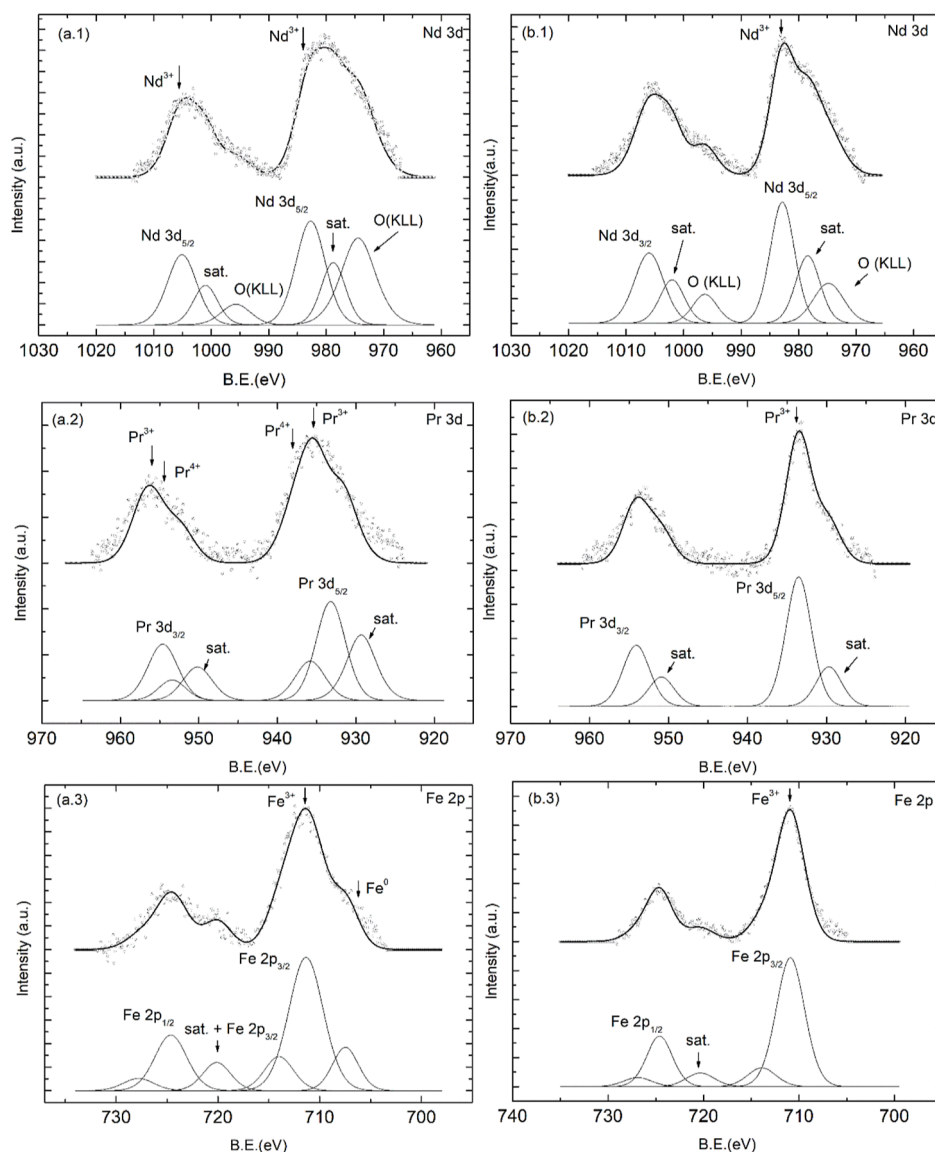 (a.1)
Nd 3d
Nd³⁺
Nd³⁺
Intensity (a.u.)
Nd 3d₅/₂
sat.
O(KLL)
Nd 3d₅/₂
sat.
O(KLL)
1030 1020 1010 1000 990 980 970 960
B.E.(eV)
(b.1)
Nd 3d
Nd³⁺
Intensity(a.u.)
Nd 3d₃/₂
sat.
O (KLL)
Nd 3d₅/₂
sat.
O (KLL)
1030 1020 1010 1000 990 980 970 960
B.E.(eV)
(a.2)
Pr 3d
Pr³⁺
Pr⁴⁺
Pr⁴⁺
Pr³⁺
Intensity (a.u.)
Pr 3d₃/₂
sat.
Pr 3d₅/₂
sat.
970 960 950 940 930 920
B.E.(eV)
(b.2)
Pr 3d
Pr³⁺
Intensity (a.u.)
Pr 3d₃/₂
sat.
Pr 3d₅/₂
sat.
970 960 950 940 930 920
B.E.(eV)
(a.3)
Fe 2p
Fe³⁺
Fe⁰
Intensity (a.u.)
Fe 2p₁/₂
sat. + Fe 2p₃/₂
Fe 2p₃/₂
730 720 710 700
B.E.(eV)
(b.3)
Fe 2p
Fe³⁺
Intensity (a.u.)
Fe 2p₁/₂
sat.
Fe 2p₃/₂
740 730 720 710 700
B.E.(eV)